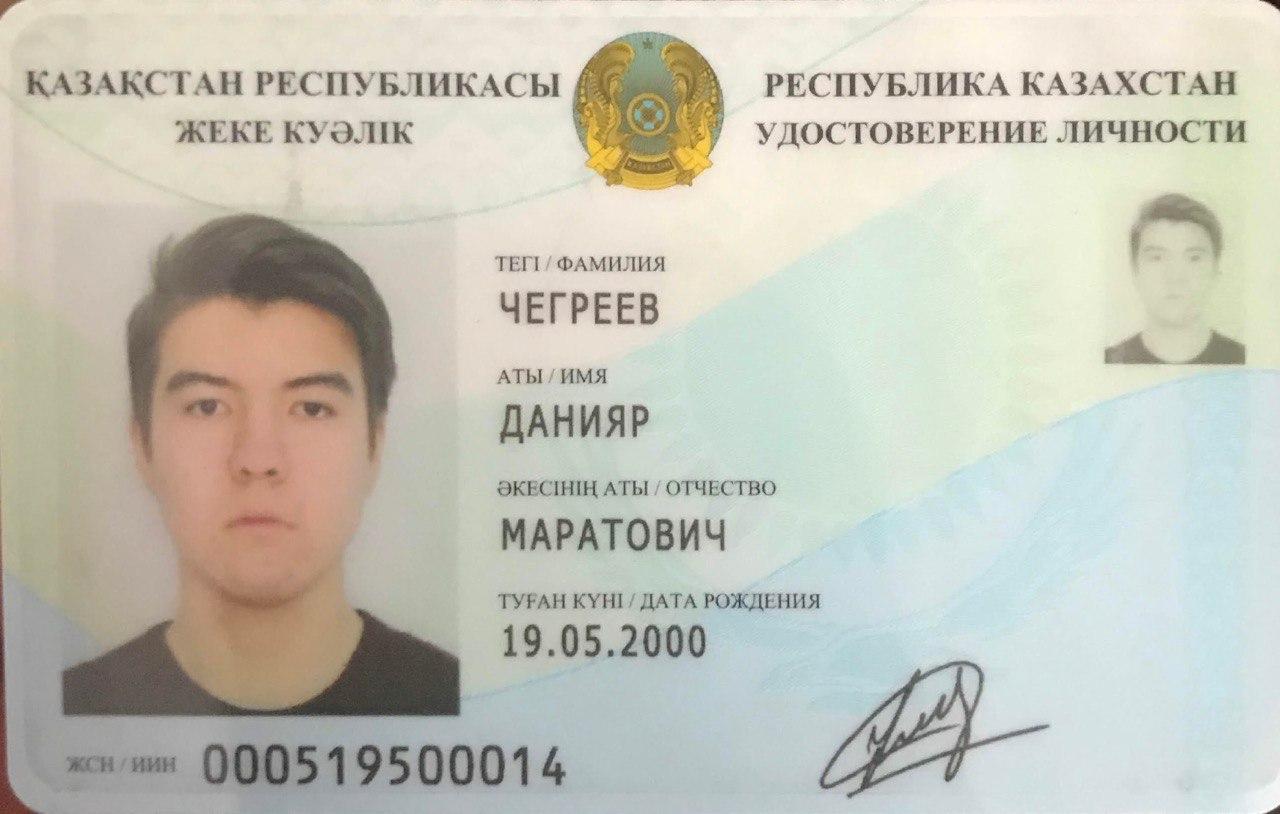 ҚАЗАҚСТАН РЕСПУБЛИКАСЫ
ЖЕКЕ КУӘЛІК
РЕСПУБЛИКА КАЗАХСТАН
УДОСТОВЕРЕНИЕ ЛИЧНОСТИ
ТЕГІ / ФАМИЛИЯ
ЧЕГРЕЕВ
АТЫ / ИМЯ
ДАНИЯР
ӘКЕСІНІҢ АТЫ / ОТЧЕСТВО
МАРАТОВИЧ
ТУҒАН КҮНІ / ДАТА РОЖДЕНИЯ
19.05.2000
ЖСН / ИИН 000519500014